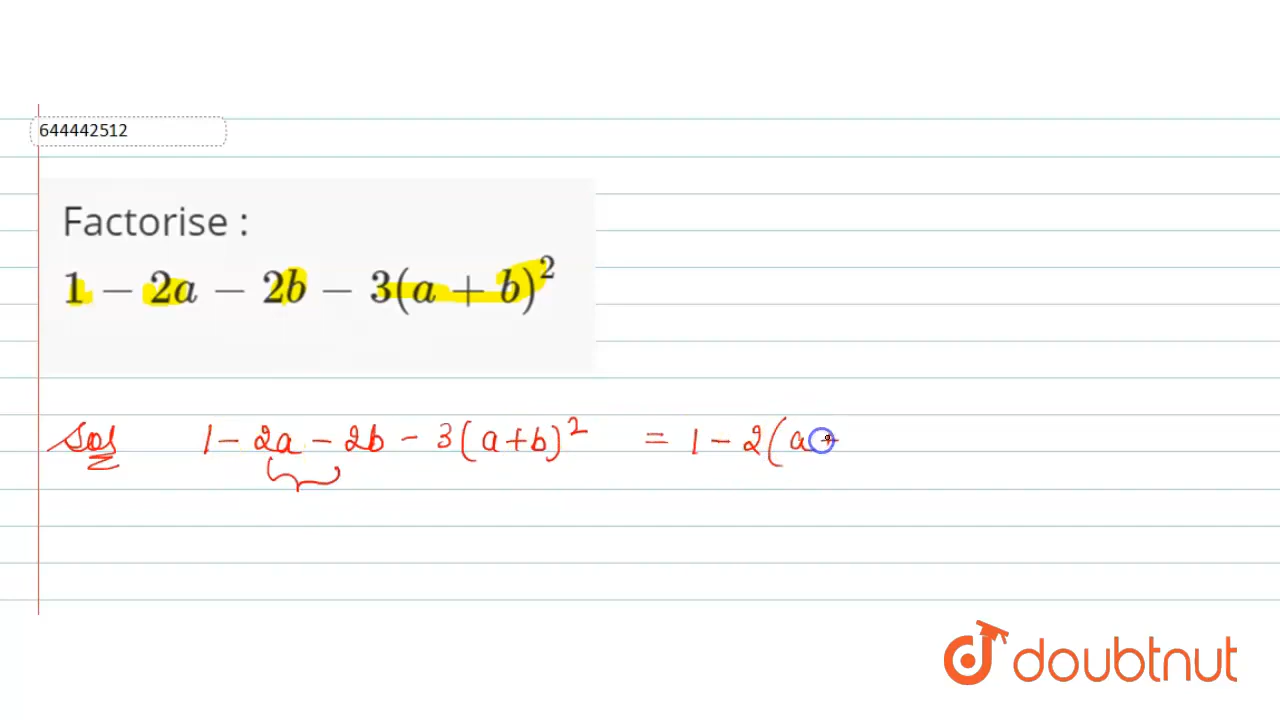 644442512
Factorise :
1 − 2a − 2b − 3(a + b)²
Sol 1 − 2a − 2b − 3(a+b)² = 1 − 2(a +
doubtnut